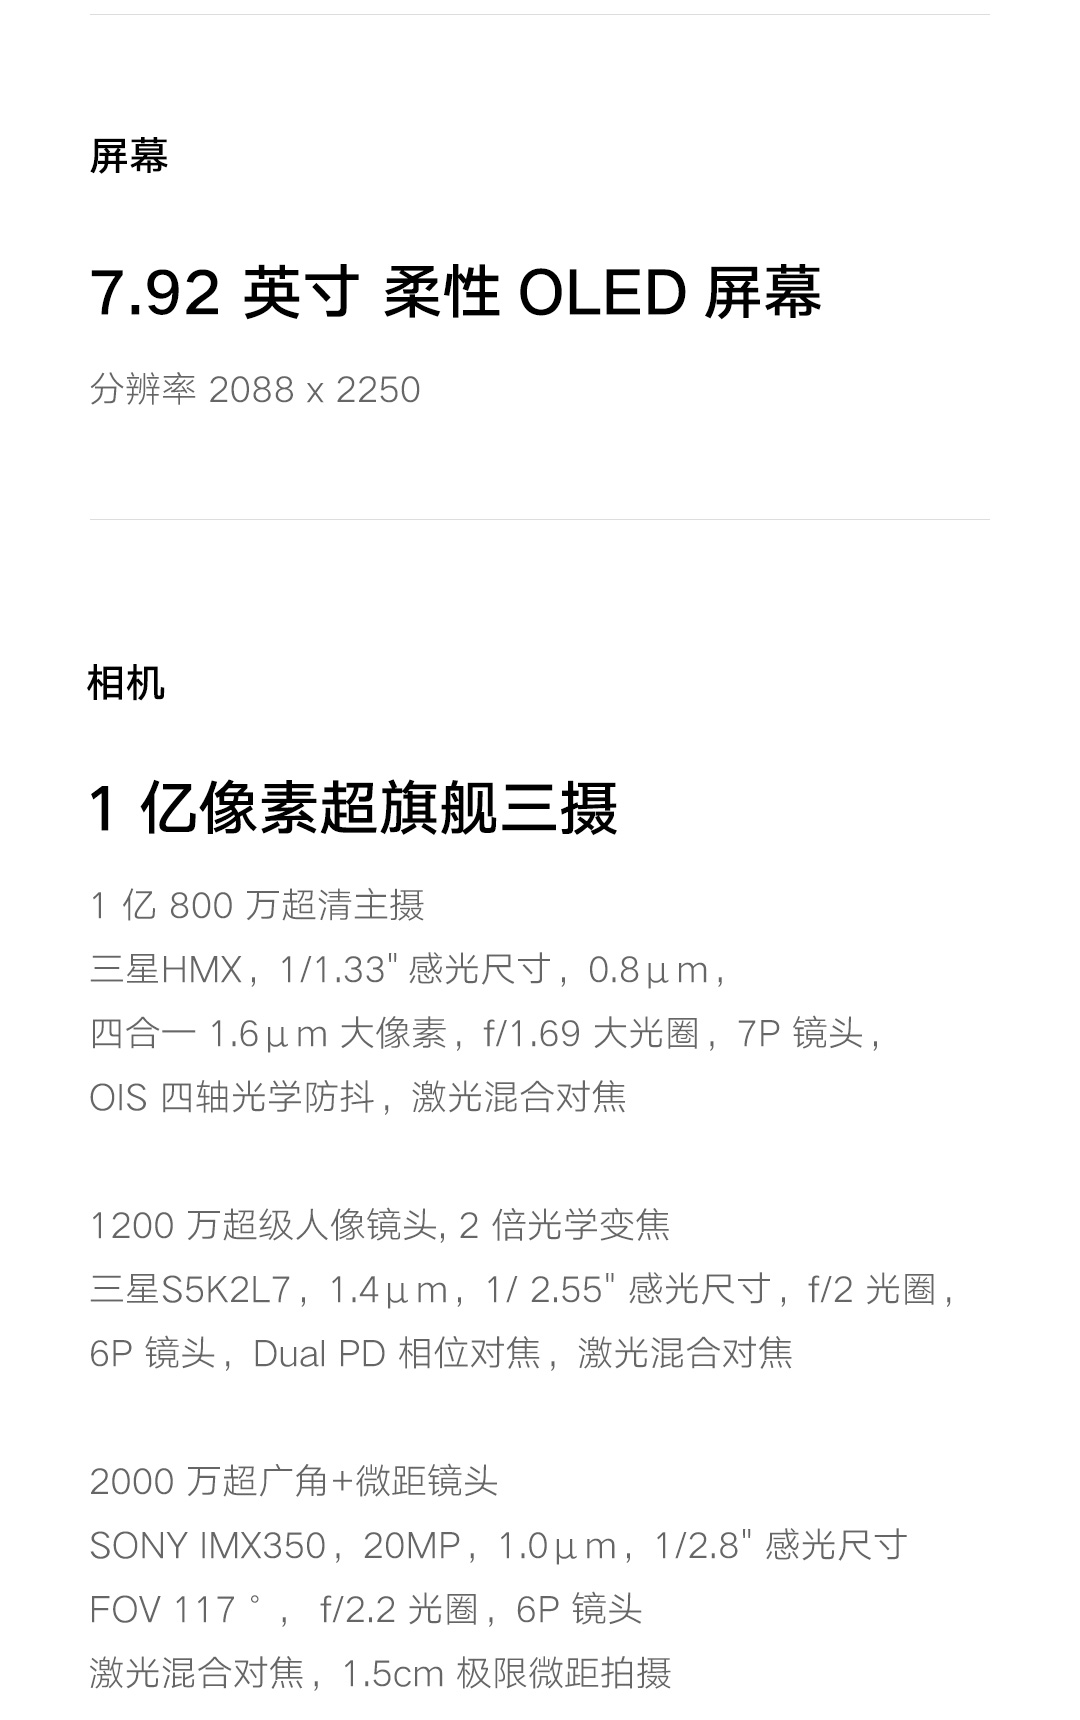 屏幕
7.92 英寸 柔性 OLED 屏幕
分辨率 2088 x 2250
相机
1 亿像素超旗舰三摄
1 亿 800 万超清主摄
三星HMX，1/1.33" 感光尺寸，0.8μm，
四合一 1.6μm 大像素，f/1.69 大光圈，7P 镜头，
OIS 四轴光学防抖，激光混合对焦
1200 万超级人像镜头, 2 倍光学变焦
三星S5K2L7，1.4μm，1/ 2.55" 感光尺寸，f/2 光圈，
6P 镜头，Dual PD 相位对焦，激光混合对焦
2000 万超广角+微距镜头
SONY IMX350，20MP，1.0μm，1/2.8" 感光尺寸
FOV 117 °， f/2.2 光圈，6P 镜头
激光混合对焦，1.5cm 极限微距拍摄